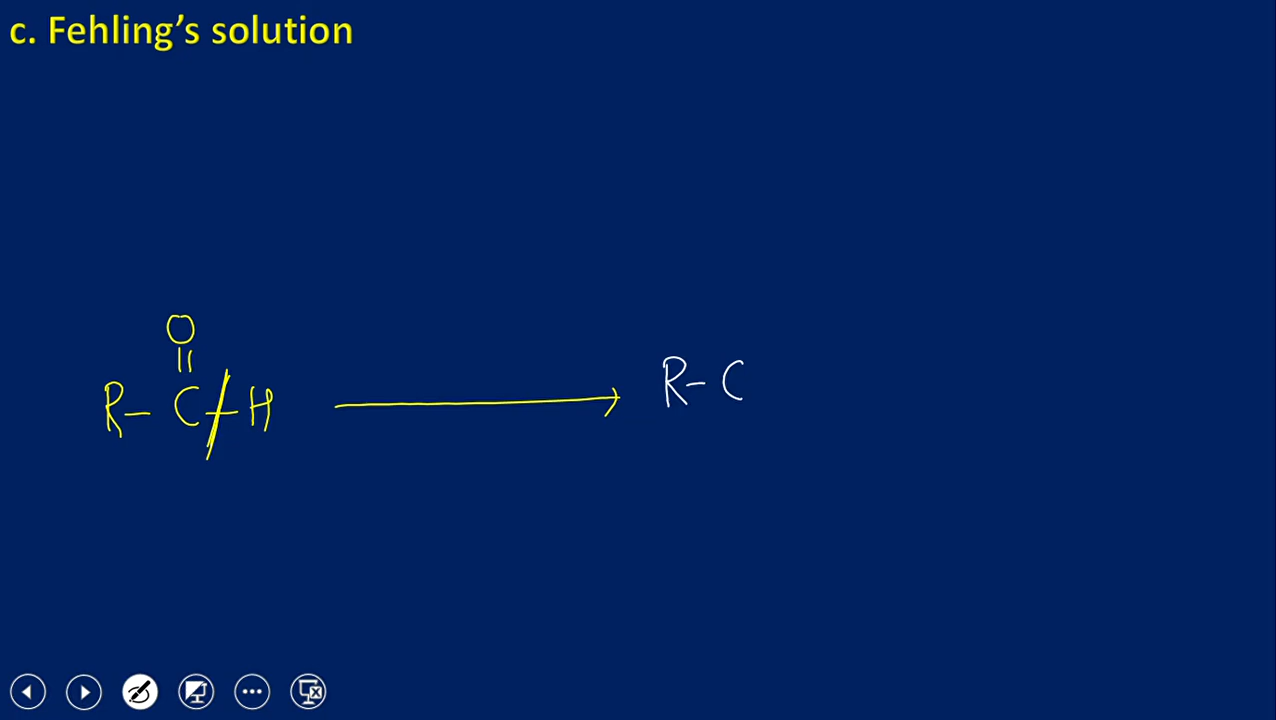 c. Fehling's solution
O
||
R- C-H → R- C